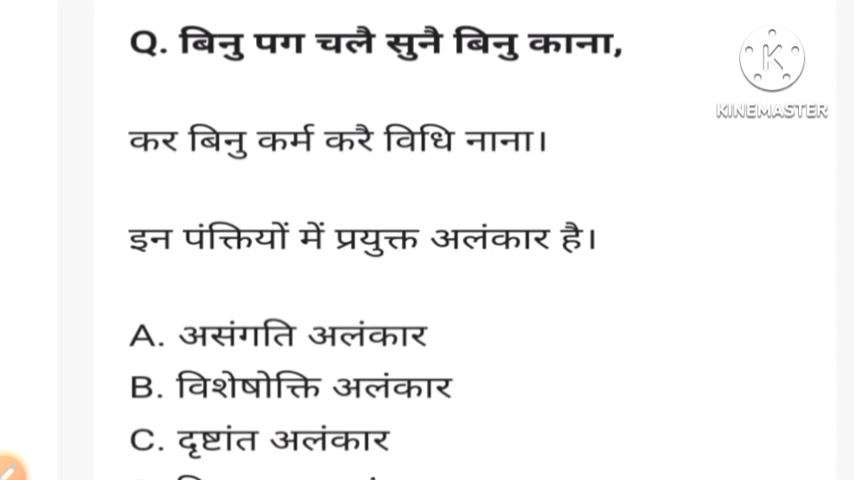 Q. बिनु पग चलै सुनै बिनु काना,
KINEMASTER
कर बिनु कर्म करै विधि नाना।
इन पंक्तियों में प्रयुक्त अलंकार है।
A. असंगति अलंकार
B. विशेषोक्ति अलंकार
C. दृष्टांत अलंकार